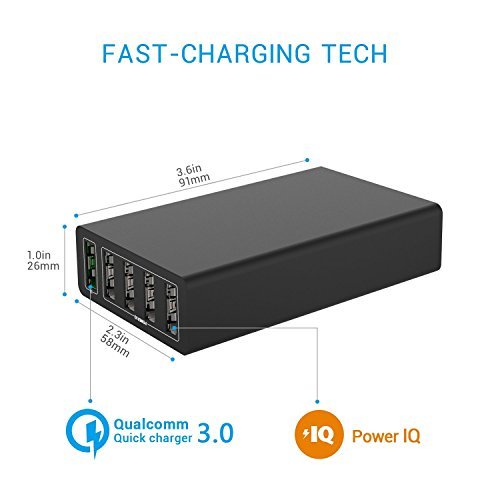 FAST-CHARGING TECH
3.6in
91mm
1.0in
26mm
2.3in
58mm
Qualcomm
Quick charger 3.0
IQ
Power IQ